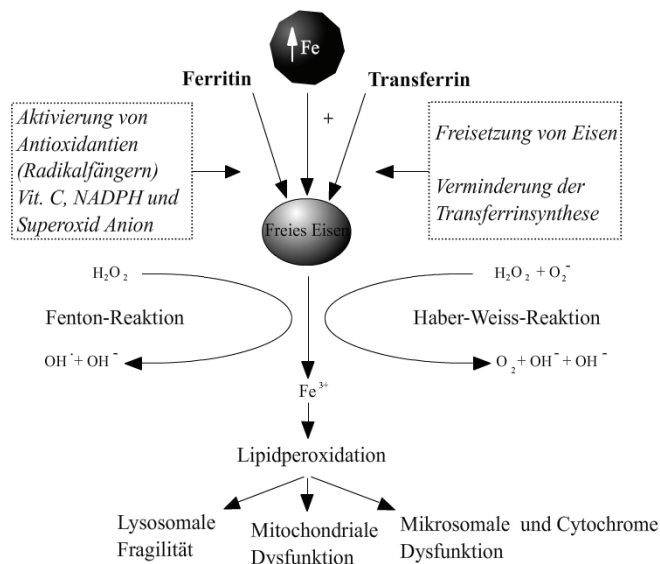 Fe
Ferritin
Transferrin
+
Aktivierung von
Antioxidantien
(Radikalfängern)
Vit. C, NADPH und
Superoxid Anion
Freisetzung von Eisen
Verminderung der
Transferrinsynthese
Freies Eisen
H₂O₂
Fenton-Reaktion
OH˙ + OH⁻
H₂O₂ + O₂⁻
Haber-Weiss-Reaktion
O₂ + OH⁻ + OH⁻
Fe³⁺
Lipidperoxidation
Lysosomale
Fragilität
Mitochondriale
Dysfunktion
Mikrosomale und Cytochrome
Dysfunktion